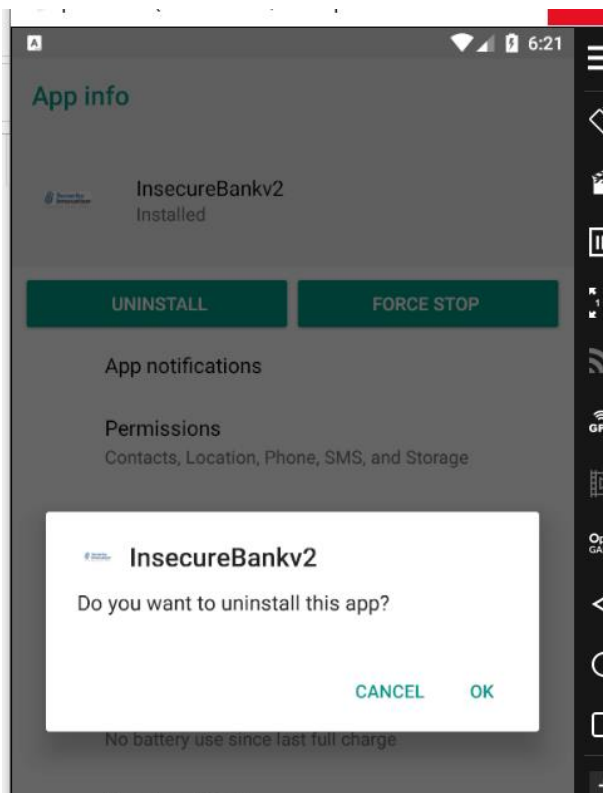 6:21
App info
InsecureBankv2
Installed
UNINSTALL
FORCE STOP
App notifications
Permissions
Contacts, Location, Phone, SMS, and Storage
InsecureBankv2
Do you want to uninstall this app?
CANCEL
OK
No battery use since last full charge